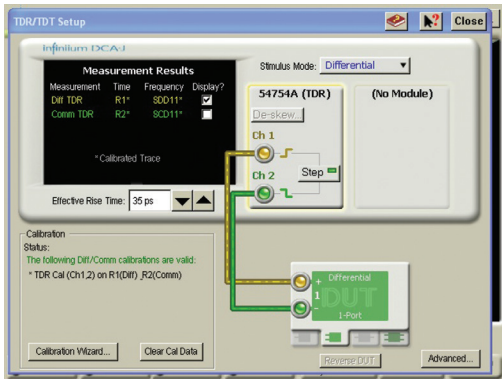 TDR/TDT Setup
Close
Infiniium DCA-J
Measurement Results
Measurement Time Frequency Display?
Diff TDR R1* SDD11*
Comm TDR R2* SCD11*
* Calibrated Trace
Effective Rise Time: 35 ps
Stimulus Mode: Differential
54754A (TDR)
De-skew...
Ch 1
Ch 2
Step
(No Module)
Calibration
Status:
The following Diff/Comm calibrations are valid:
* TDR Cal (Ch1,2) on R1(Diff) ,R2(Comm)
Calibration Wizard...
Clear Cal Data
Differential
+
1
DUT
-
1-Port
Reverse DUT
Advanced...